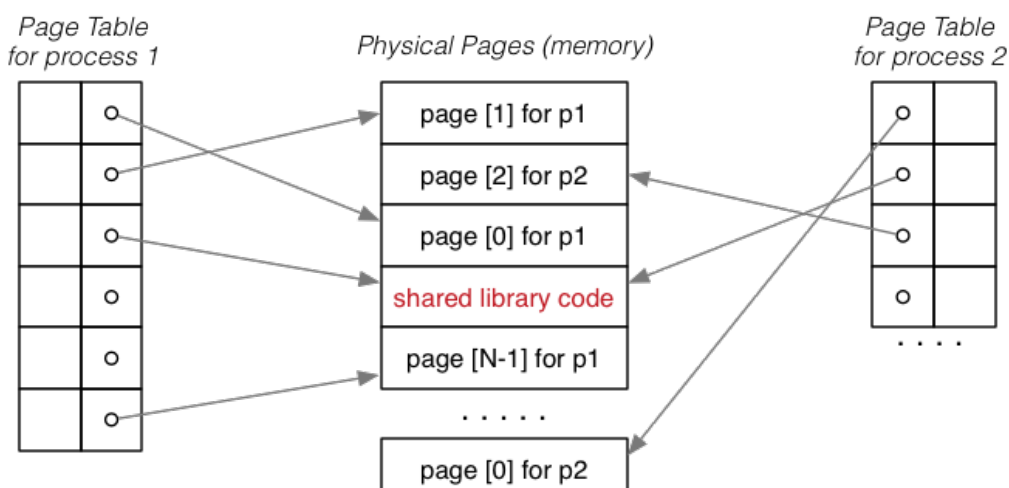 Page Table
for process 1
Physical Pages (memory)
Page Table
for process 2
page [1] for p1
page [2] for p2
page [0] for p1
shared library code
page [N-1] for p1
. . . . .
page [0] for p2
. . . .